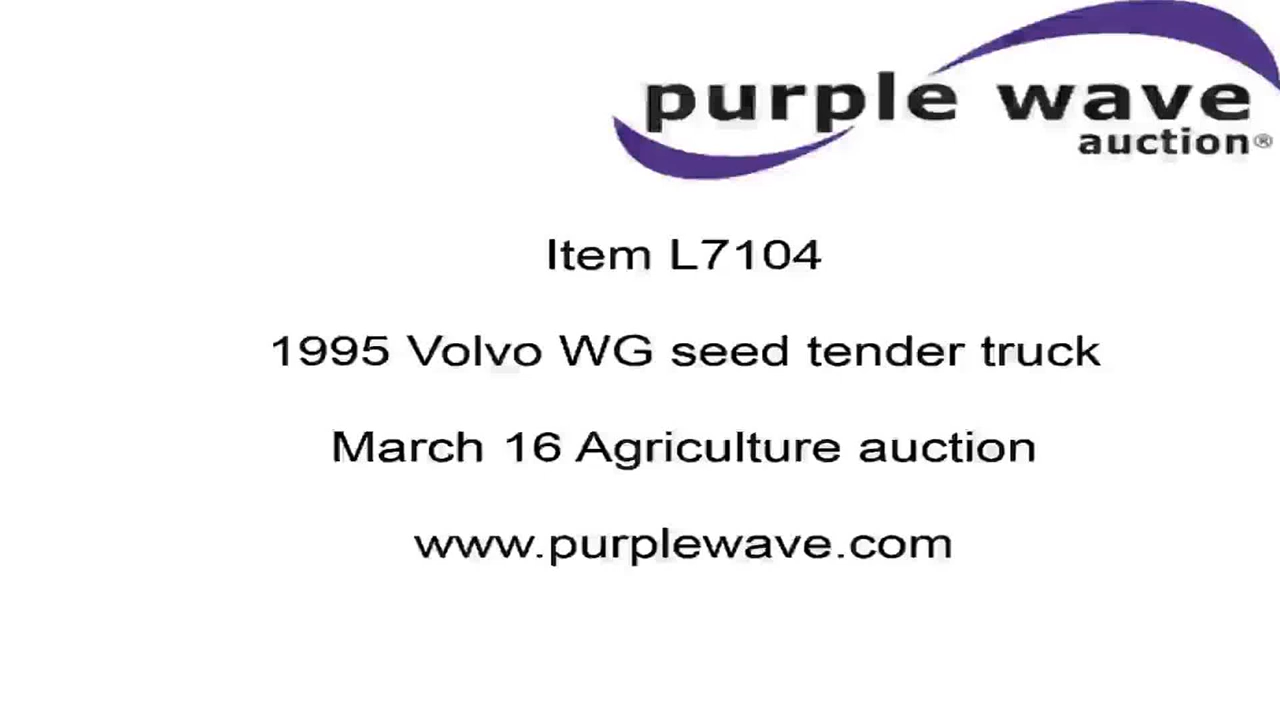 purple wave
auction®
Item L7104
1995 Volvo WG seed tender truck
March 16 Agriculture auction
www.purplewave.com